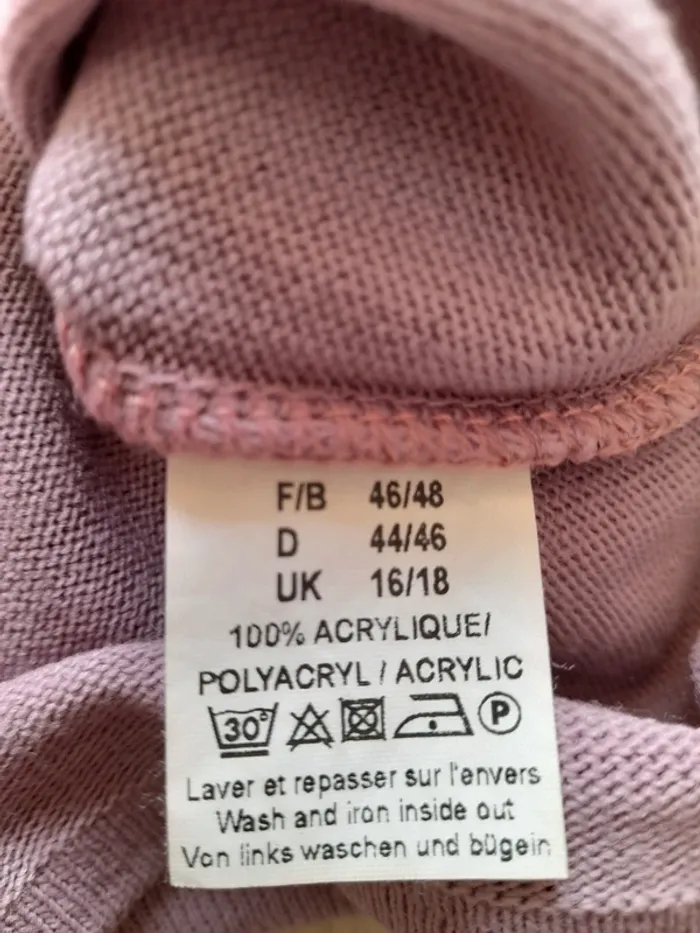 F/B 46/48
D 44/46
UK 16/18
100% ACRYLIQUE/
POLYACRYL / ACRYLIC
30° P
Laver et repasser sur l'envers
Wash and iron inside out
Von links waschen und bügeln